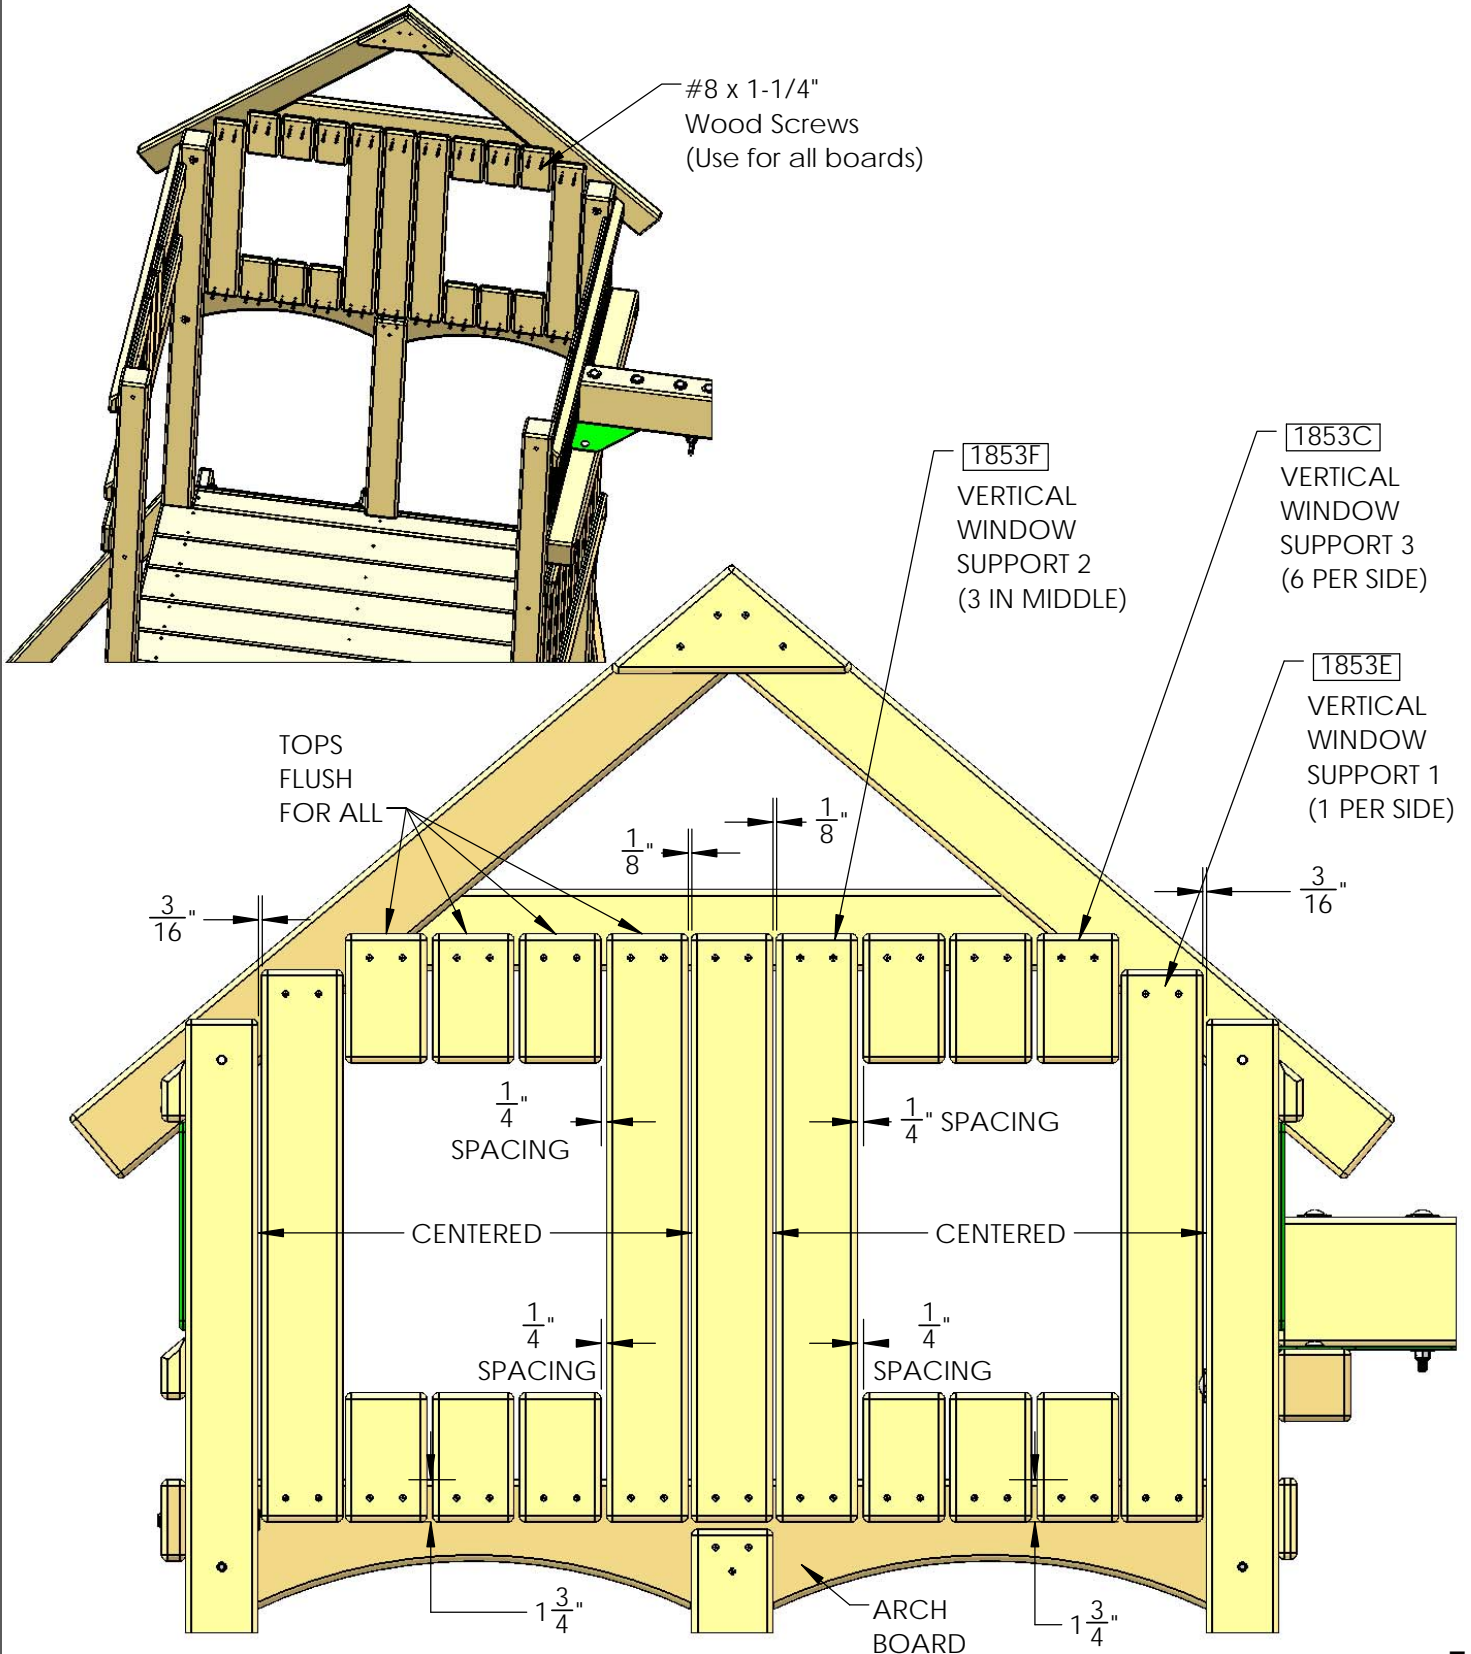 #8 x 1-1/4"
Wood Screws
(Use for all boards)
1853F
VERTICAL
WINDOW
SUPPORT 2
(3 IN MIDDLE)
1853C
VERTICAL
WINDOW
SUPPORT 3
(6 PER SIDE)
1853E
VERTICAL
WINDOW
SUPPORT 1
(1 PER SIDE)
TOPS
FLUSH
FOR ALL
1/8"
1/8"
3/16"
3/16"
1/4"
SPACING
1/4" SPACING
CENTERED
CENTERED
1/4"
SPACING
1/4"
SPACING
1 3/4"
1 3/4"
ARCH
BOARD